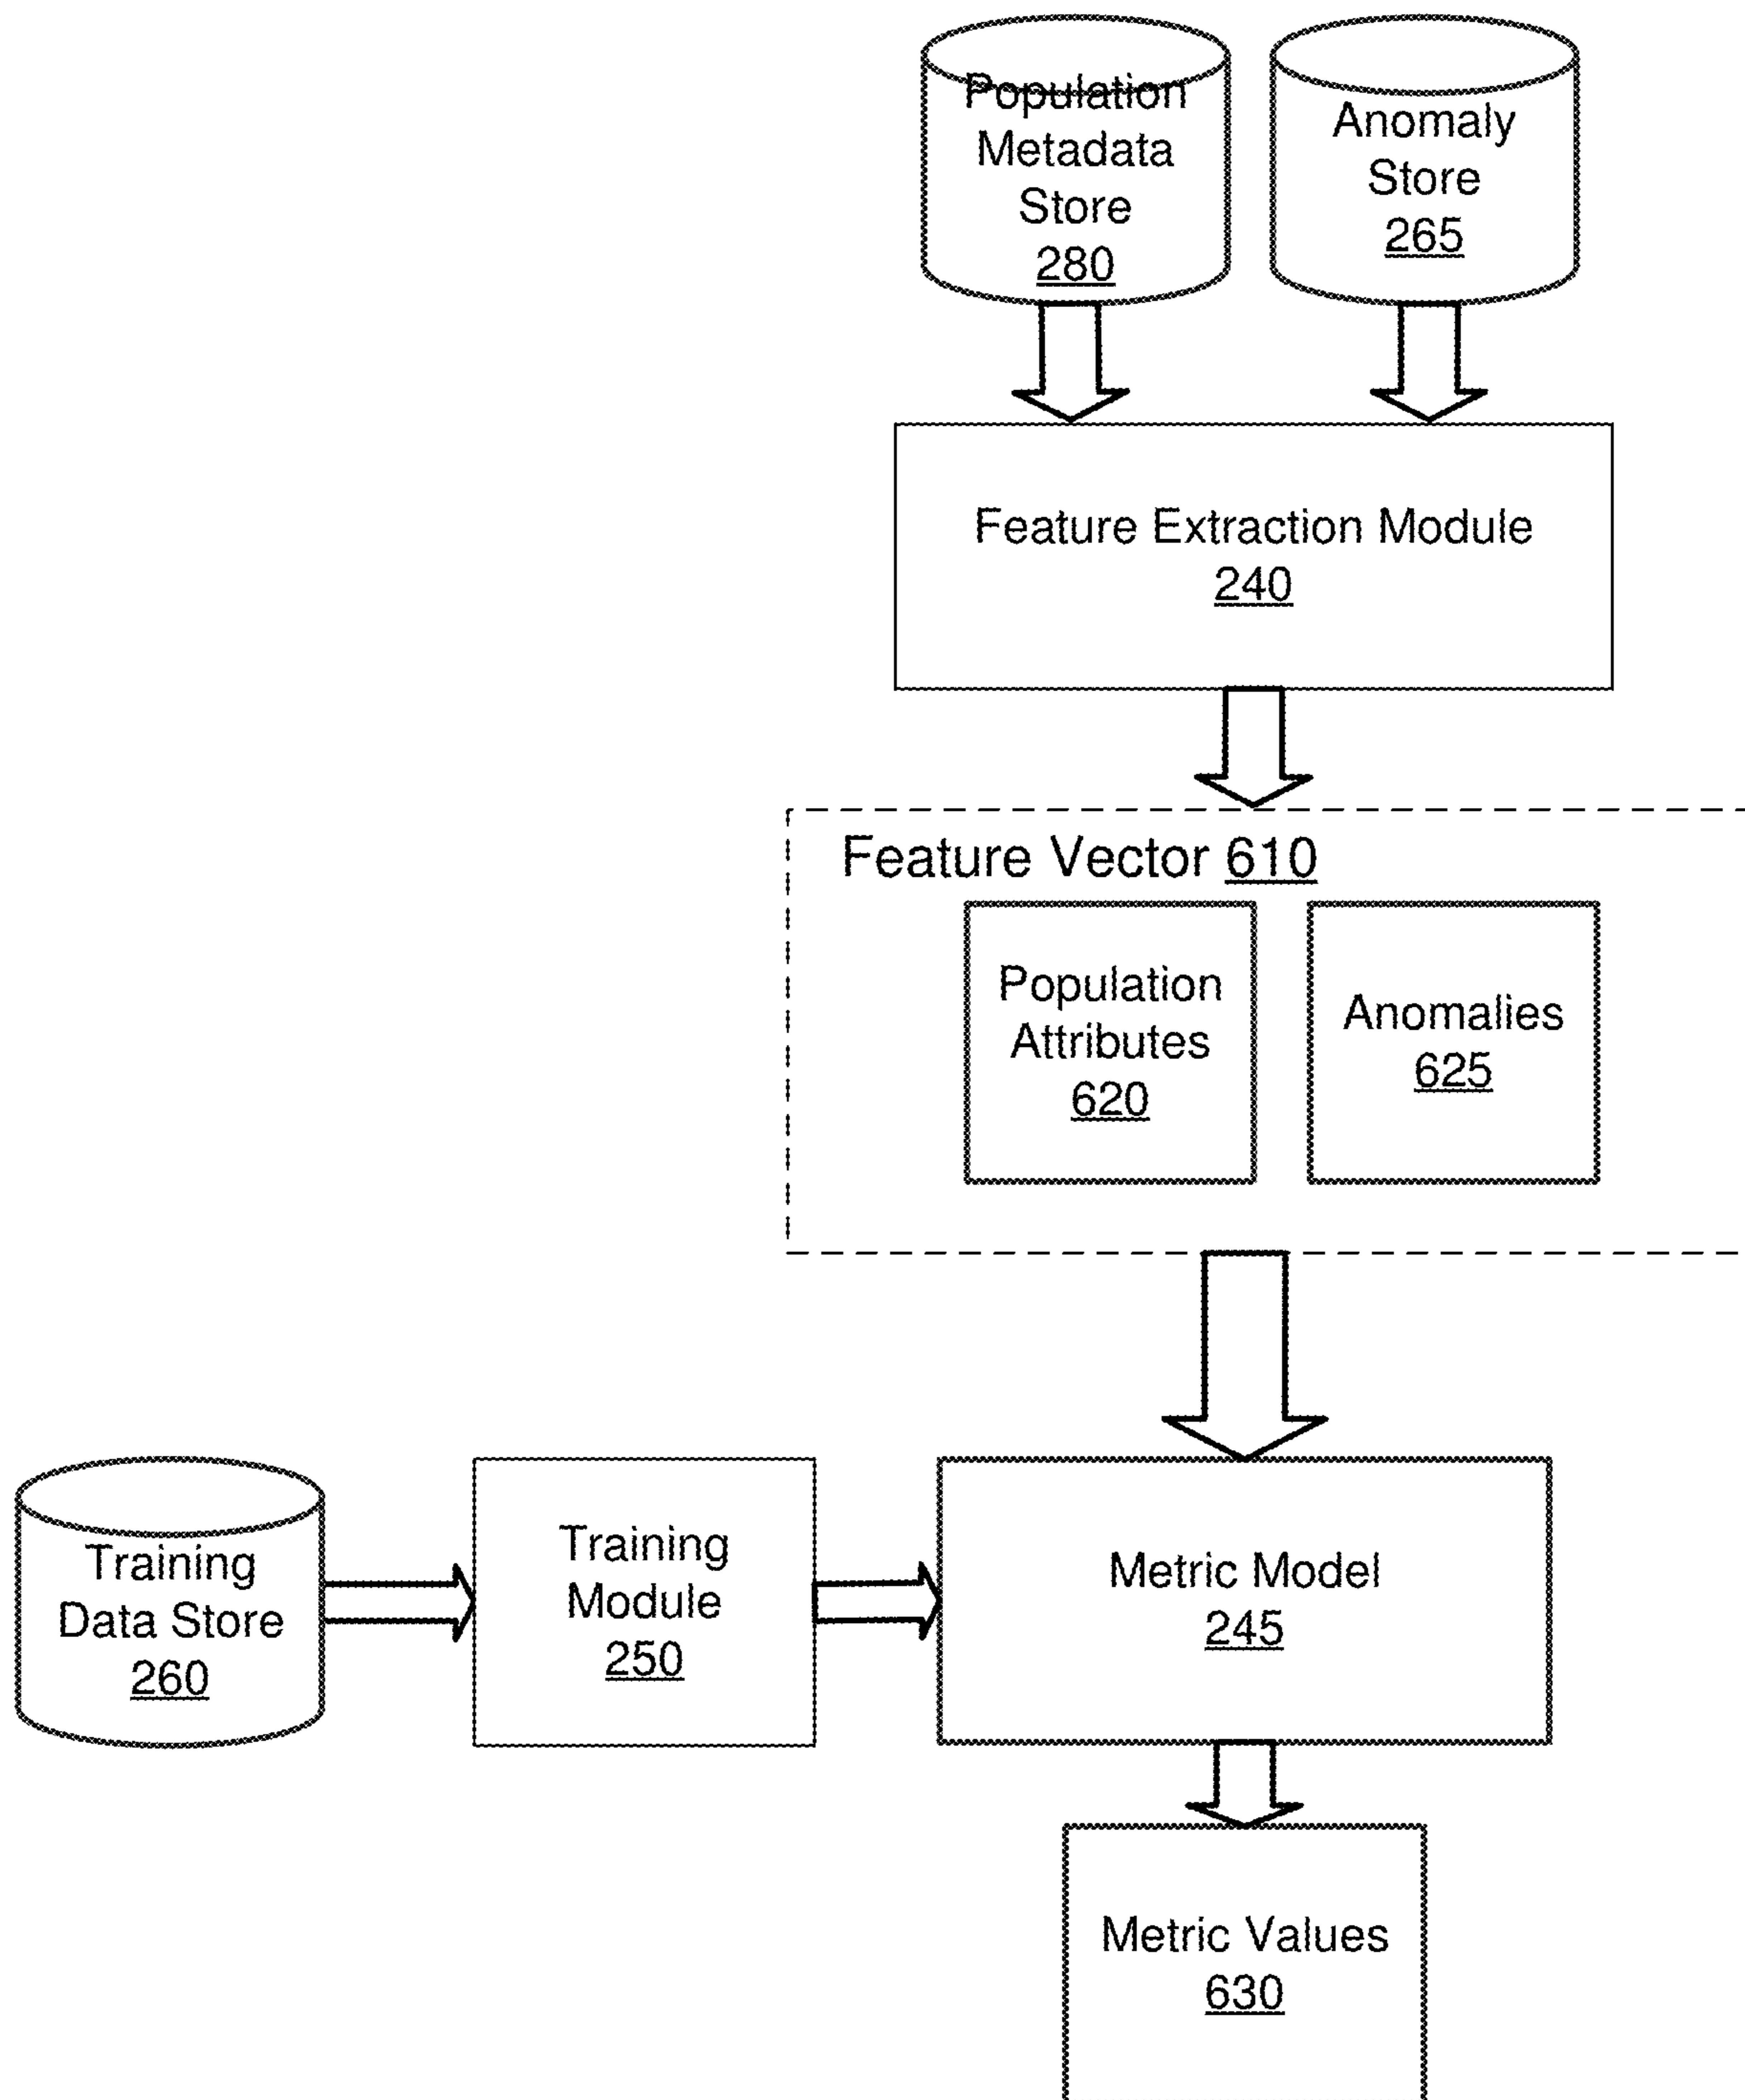 Population
Metadata
Store
280
Anomaly
Store
265
Feature Extraction Module
240
Feature Vector 610
Population
Attributes
620
Anomalies
625
Training
Data Store
260
Training
Module
250
Metric Model
245
Metric Values
630